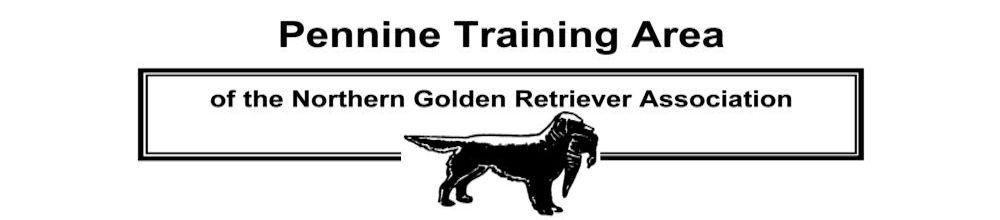 Pennine Training Area
of the Northern Golden Retriever Association